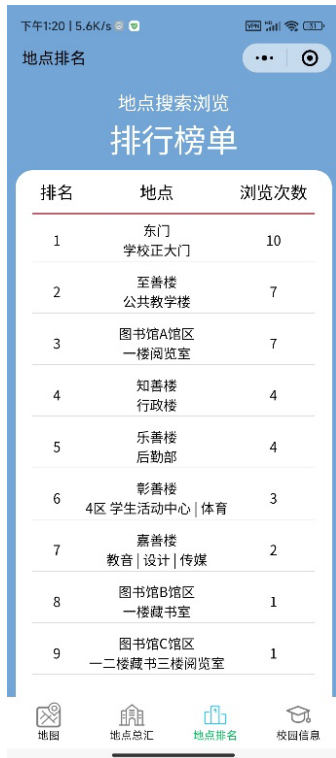 下午1:20 | 5.6K/s
VPN 31
地点排名
地点搜索浏览
排行榜单
排名 地点 浏览次数
1 东门 10
学校正大门
2 至善楼 7
公共教学楼
3 图书馆A馆区 7
一楼阅览室
4 知善楼 4
行政楼
5 乐善楼 4
后勤部
6 彰善楼 3
4区 学生活动中心 | 体育
7 嘉善楼 2
教音 | 设计 | 传媒
8 图书馆B馆区 1
一楼藏书室
9 图书馆C馆区 1
一二楼藏书三楼阅览室
地图 地点总汇 地点排名 校园信息